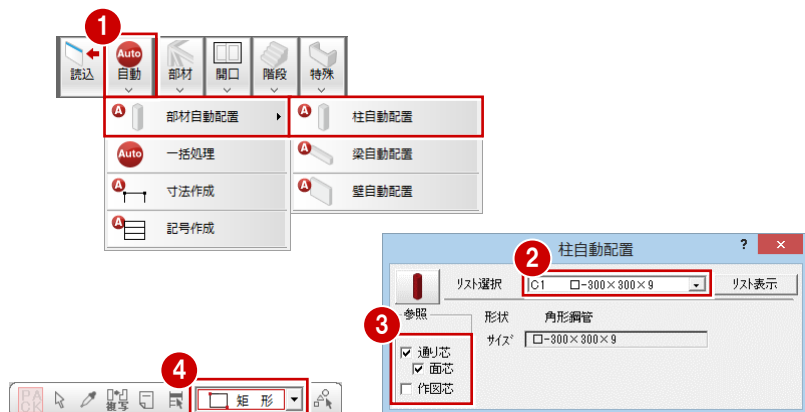 1
Auto
読込 自動 部材 開口 階段 特殊
A 部材自動配置 A 柱自動配置
Auto 一括処理 A 梁自動配置
A 寸法作成 A 壁自動配置
A 記号作成
柱自動配置 ? ×
2
リスト選択 C1 □-300×300×9 リスト表示
3
参照 形状 角形鋼管
サイズ □-300×300×9
通り芯
面芯
作図芯
4
PACK 複写 矩形